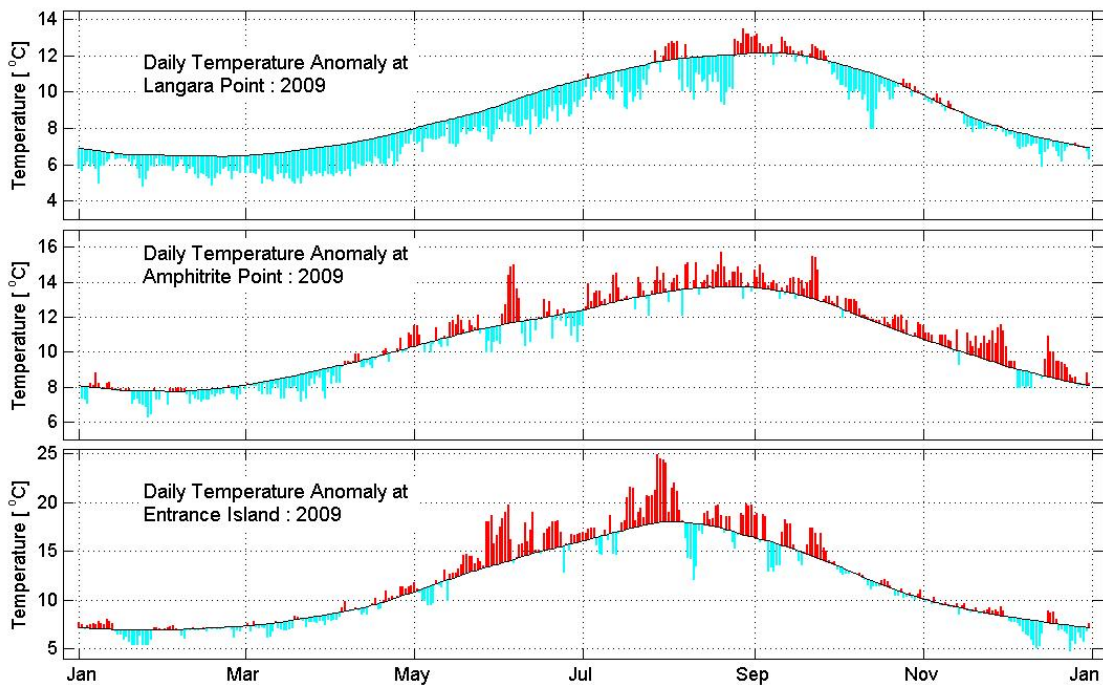 14
12
10
8
6
4
Temperature [ °C]
Daily Temperature Anomaly at
Langara Point : 2009
16
14
12
10
8
6
Temperature [ °C]
Daily Temperature Anomaly at
Amphitrite Point : 2009
25
20
15
10
5
Temperature [ °C]
Daily Temperature Anomaly at
Entrance Island : 2009
Jan Mar May Jul Sep Nov Jan